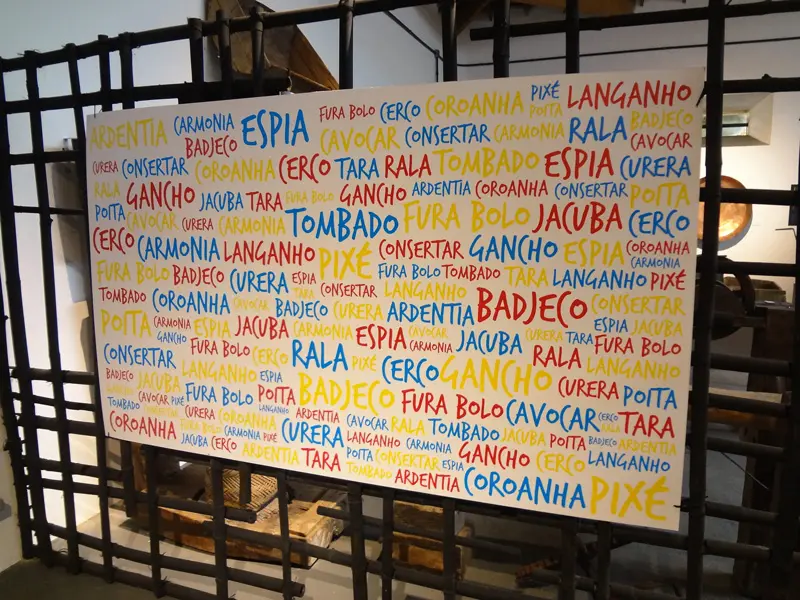 ARDENTIA CARMONIA ESPIA FURA BOLO CERCO COROANHA PIXÉ LANGANHO
BADJECO CAVOCAR CONSERTAR CARMONIA POITA RALA BADJECO
CURERA CONSERTAR COROANHA CERCO TARA RALA TOMBADO ESPIA CAVOCAR CURERA
RALA GANCHO JACUBA TARA FURA BOLO GANCHO ARDENTIA COROANHA CONSERTAR POITA
POITA CAVOCAR CURERA CARMONIA TOMBADO FURA BOLO JACUBA CERCO
CERCO CARMONIA LANGANHO PIXÉ CONSERTAR GANCHO ESPIA COROANHA CARMONIA
FURA BOLO BADJECO CURERA ESPIA TARA FURA BOLO TOMBADO TARA LANGANHO PIXÉ
TOMBADO COROANHA CAVOCAR CONSERTAR LANGANHO BADJECO CONSERTAR
BADJECO CURERA ARDENTIA ESPIA JACUBA
POITA CARMONIA GANCHO ESPIA JACUBA CARMONIA ESPIA CAVOCAR CARMONIA JACUBA CURERA TARA FURA BOLO
CONSERTAR FURA BOLO CERCO RALA PIXÉ CERCO GANCHO RALA LANGANHO
BADJECO JACUBA LANGANHO ESPIA BADJECO CURERA POITA
CAVOCAR PIXÉ FURA BOLO POITA FURA BOLO CAVOCAR CERCO TARA
TOMBADO CURERA COROANHA LANGANHO ARDENTIA CAVOCAR RALA TOMBADO JACUBA POITA BADJECO ARDENTIA
COROANHA FURA BOLO CARMONIA PIXÉ CURERA LANGANHO CARMONIA GANCHO CERCO LANGANHO
JACUBA CERCO ARDENTIA TARA POITA CONSERTAR ESPIA COROANHA PIXÉ
TOMBADO ARDENTIA